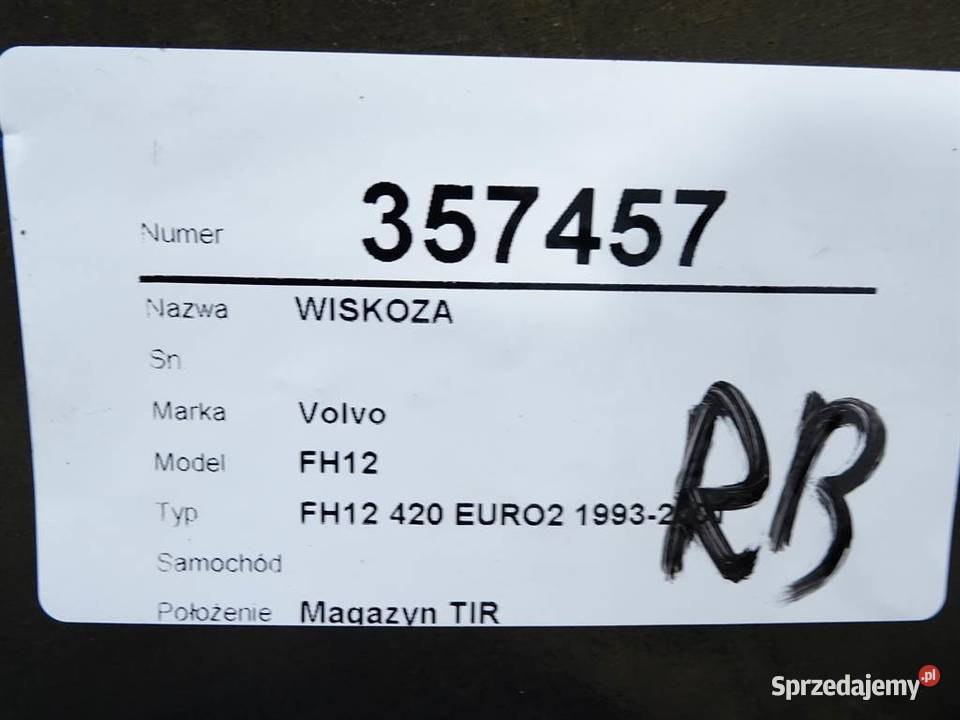 Numer 357457
Nazwa WISKOZA
Sn
Marka Volvo
Model FH12
Typ FH12 420 EURO2 1993-2
Samochód
Położenie Magazyn TIR
RB
Sprzedajemy.pl